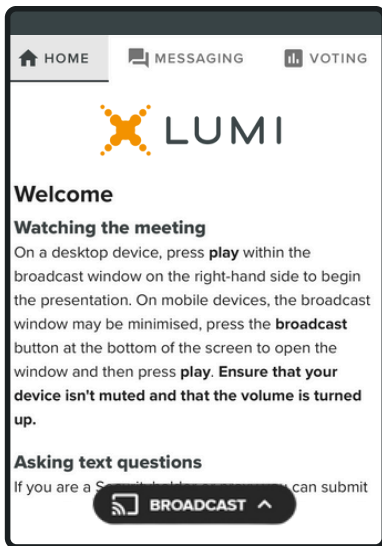 HOME MESSAGING VOTING
LUMI
Welcome
Watching the meeting
On a desktop device, press play within the
broadcast window on the right-hand side to begin
the presentation. On mobile devices, the broadcast
window may be minimised, press the broadcast
button at the bottom of the screen to open the
window and then press play. Ensure that your
device isn't muted and that the volume is turned
up.
Asking text questions
If you are a can submit
BROADCAST